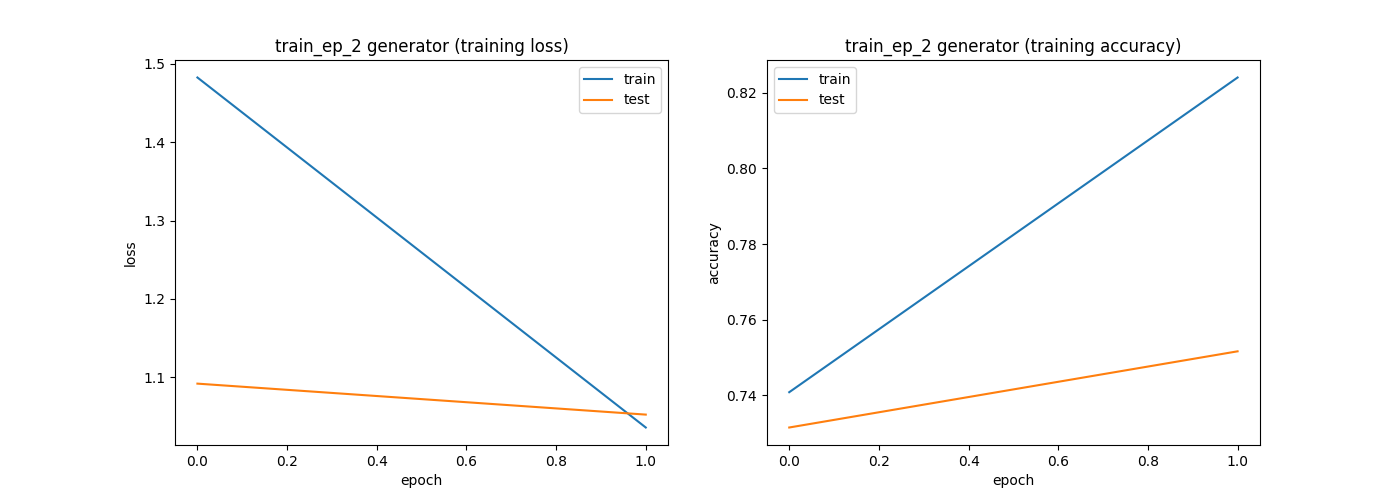 train_ep_2 generator (training loss)
1.5
1.4
1.3
1.2
1.1
loss
train
test
0.0 0.2 0.4 0.6 0.8 1.0
epoch
train_ep_2 generator (training accuracy)
train
test
0.82
0.80
0.78
0.76
0.74
accuracy
0.0 0.2 0.4 0.6 0.8 1.0
epoch